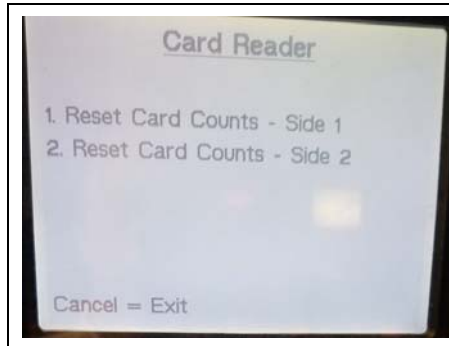 Card Reader
1. Reset Card Counts - Side 1
2. Reset Card Counts - Side 2
Cancel = Exit